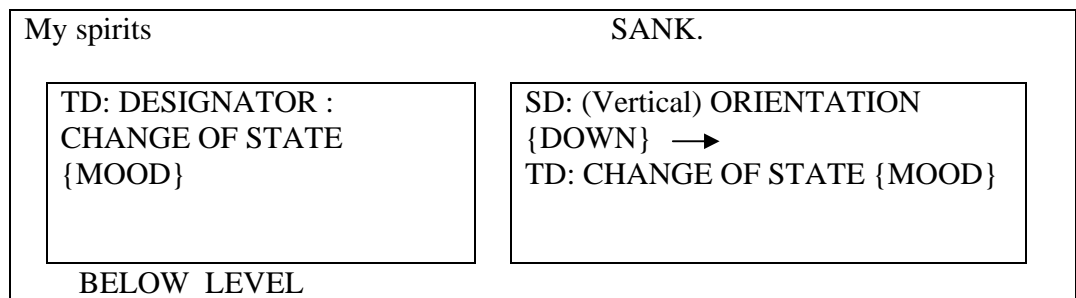 My spirits SANK.
TD: DESIGNATOR :
CHANGE OF STATE
{MOOD}
SD: (Vertical) ORIENTATION
{DOWN} →
TD: CHANGE OF STATE {MOOD}
BELOW LEVEL